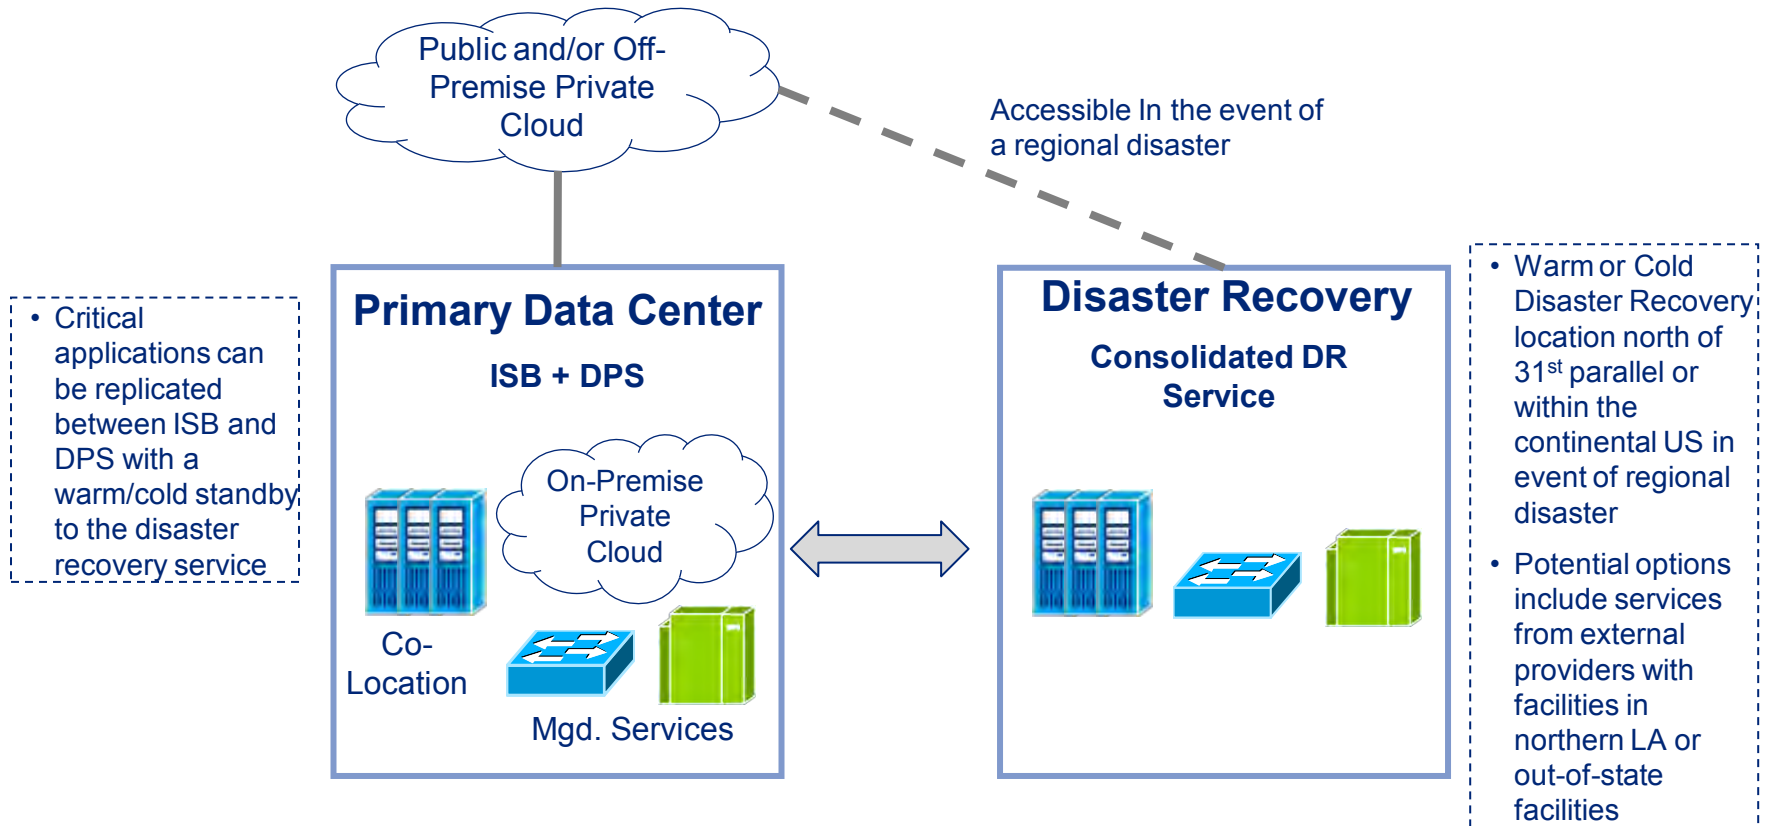 Public and/or Off-
Premise Private
Cloud
Accessible In the event of
a regional disaster
• Critical
applications can
be replicated
between ISB and
DPS with a
warm/cold standby
to the disaster
recovery service
Primary Data Center
ISB + DPS
On-Premise
Private
Cloud
Co-
Location
Mgd. Services
Disaster Recovery
Consolidated DR
Service
• Warm or Cold
Disaster Recovery
location north of
31st parallel or
within the
continental US in
event of regional
disaster
• Potential options
include services
from external
providers with
facilities in
northern LA or
out-of-state
facilities